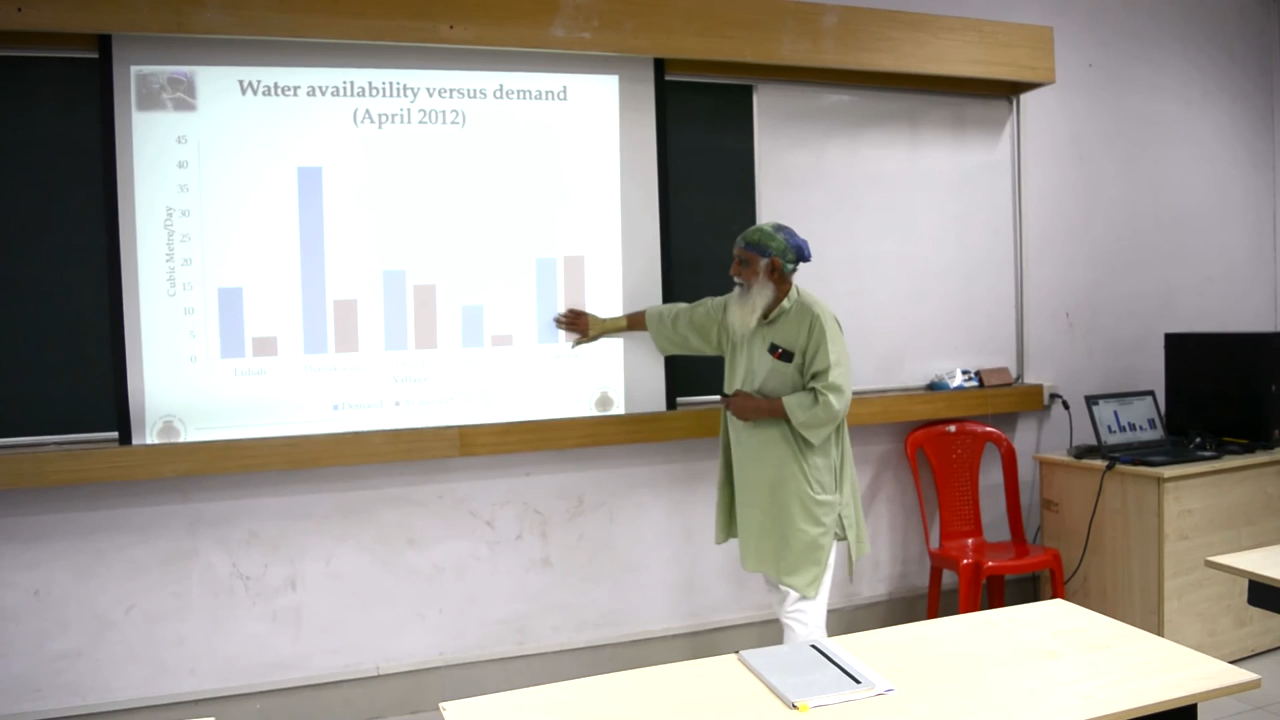 Water availability versus demand
(April 2012)
45
40
35
30
25
20
15
10
5
0
Cubic Metre/Day
Luhali
Village
Demand